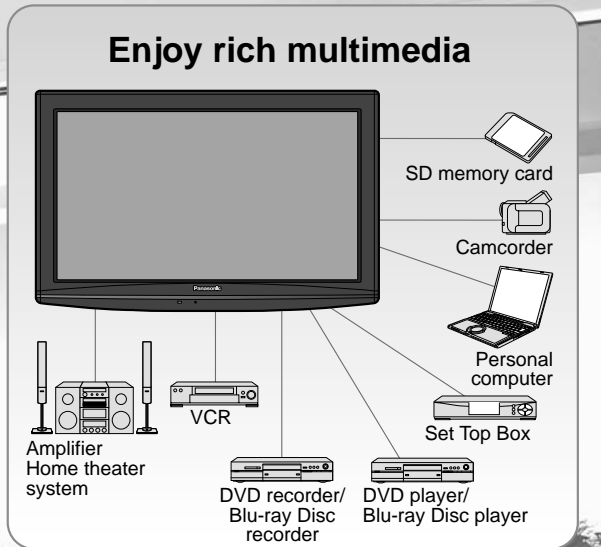 Enjoy rich multimedia
Panasonic
SD memory card
Camcorder
Personal
computer
Set Top Box
VCR
Amplifier
Home theater
system
DVD recorder/
Blu-ray Disc
recorder
DVD player/
Blu-ray Disc player